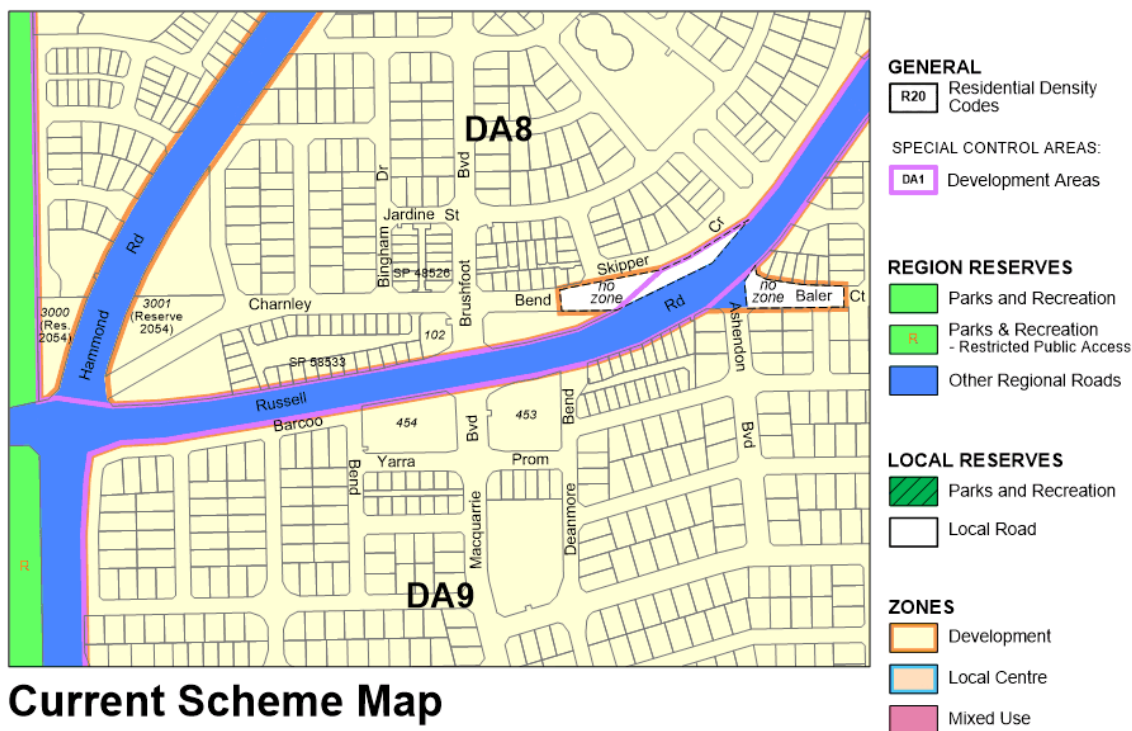 DA8
Hammond
Rd
3000
(Res.
2054)
3001
(Reserve
2054)
Bingham
Dr
Jardine St
SP 48526
Brushfoot
Bvd
Charnley
Bend
102
SP 58533
Skipper
Cr
no
zone
Russell
Rd
no
zone
Baler
Ct
Ashendon
Bvd
Barcoo
Bend
454
Bvd
453
Bend
Yarra
Prom
Macquarrie
Deanmore
DA9
R
Current Scheme Map
GENERAL
R20
Residential Density
Codes
SPECIAL CONTROL AREAS:
DA1
Development Areas
REGION RESERVES
Parks and Recreation
R
Parks & Recreation
- Restricted Public Access
Other Regional Roads
LOCAL RESERVES
Parks and Recreation
Local Road
ZONES
Development
Local Centre
Mixed Use